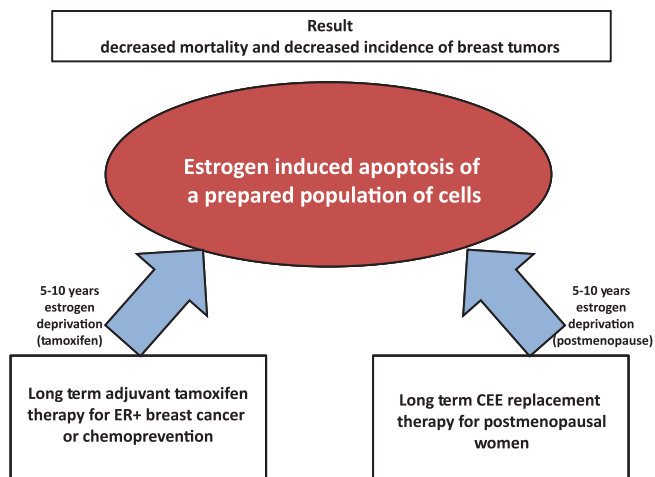 Result
decreased mortality and decreased incidence of breast tumors
Estrogen induced apoptosis of
a prepared population of cells
5-10 years
estrogen
deprivation
(tamoxifen)
5-10 years
estrogen
deprivation
(postmenopause)
Long term adjuvant tamoxifen
therapy for ER+ breast cancer
or chemoprevention
Long term CEE replacement
therapy for postmenopausal
women